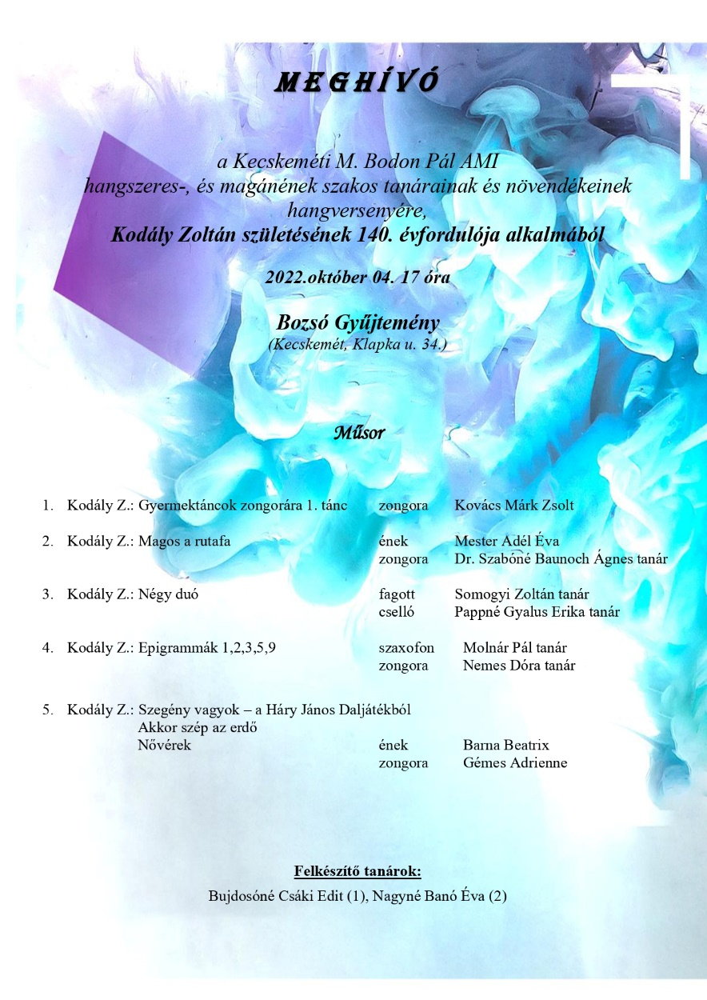 MEGHÍVÓ
a Kecskeméti M. Bodon Pál AMI
hangszeres-, és magánének szakos tanárainak és növendékeinek
hangversenyére,
Kodály Zoltán születésének 140. évfordulója alkalmából
2022.október 04. 17 óra
Bozsó Gyűjtemény
(Kecskemét, Klapka u. 34.)
Műsor
1. Kodály Z.: Gyermektáncok zongorára 1. tánc zongora Kovács Márk Zsolt
2. Kodály Z.: Magos a rutafa ének Mester Adél Éva
zongora Dr. Szabóné Baunoch Ágnes tanár
3. Kodály Z.: Négy duó fagott Somogyi Zoltán tanár
cselló Pappné Gyalus Erika tanár
4. Kodály Z.: Epigrammák 1,2,3,5,9 szaxofon Molnár Pál tanár
zongora Nemes Dóra tanár
5. Kodály Z.: Szegény vagyok – a Háry János Daljátékból
Akkor szép az erdő
Nővérek ének Barna Beatrix
zongora Gémes Adrienne
Felkészítő tanárok:
Bujdosóné Csáki Edit (1), Nagyné Banó Éva (2)